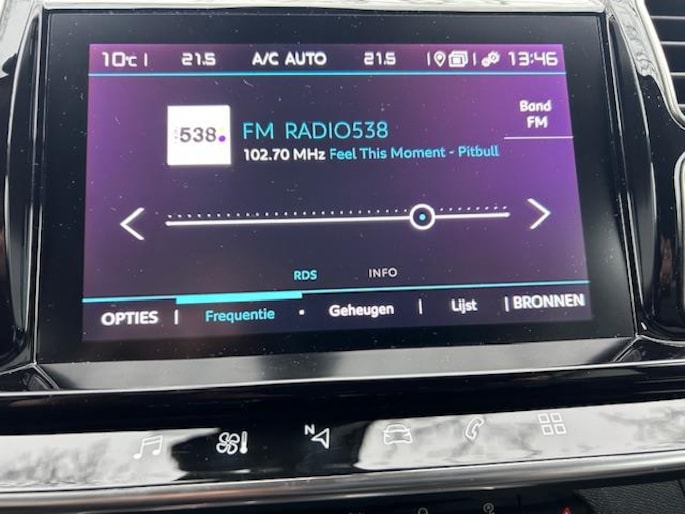 10°C 21.5 A/C AUTO 21.5 13:46
Band
FM
538
FM RADIO538
102.70 MHz Feel This Moment - Pitbull
RDS INFO
OPTIES Frequentie Geheugen Lijst BRONNEN
N